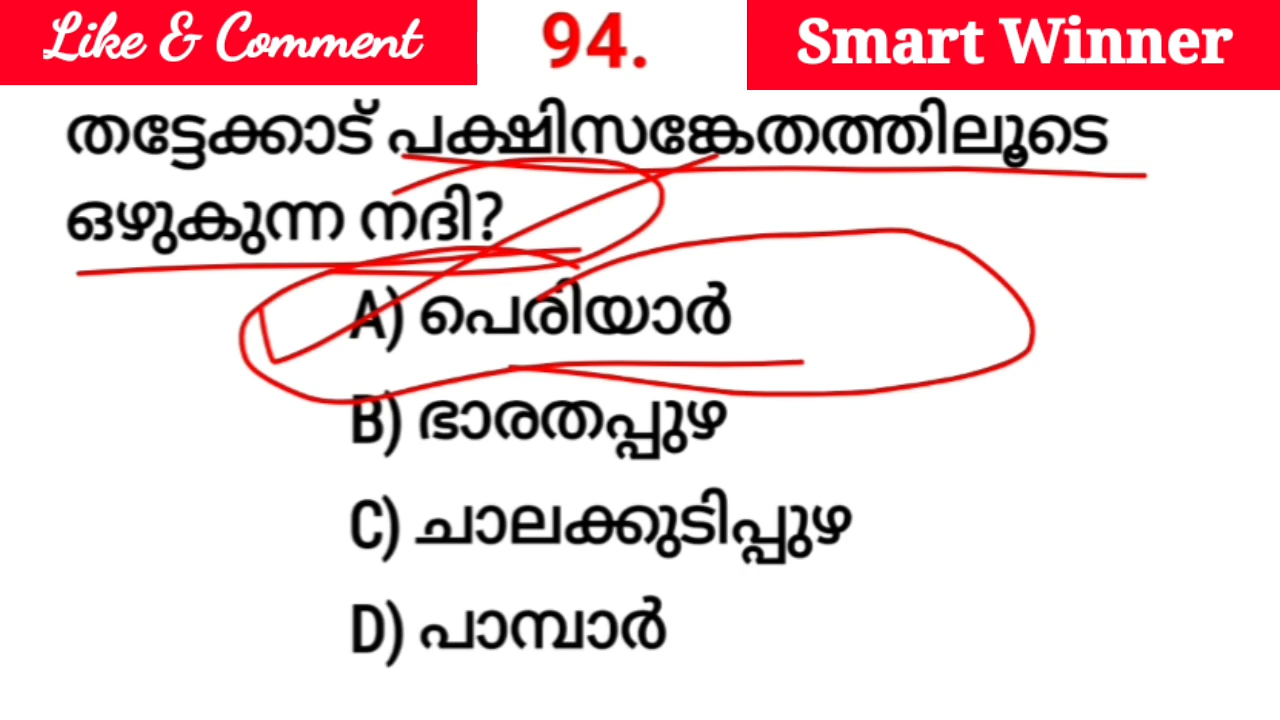 Like & Comment
94.
Smart Winner
തട്ടേക്കാട് പക്ഷിസങ്കേതത്തിലൂടെ
ഒഴുകുന്ന നദി?
A) പെരിയാർ
B) ഭാരതപ്പുഴ
C) ചാലക്കുടിപ്പുഴ
D) പാമ്പാർ